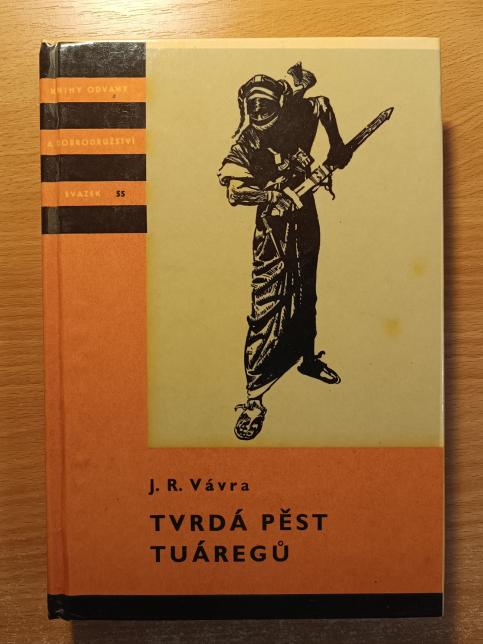 KNIHY ODVAHY
A DOBRODRUŽSTVÍ
SVAZEK 55
J. R. Vávra
TVRDÁ PĚST
TUÁREGŮ